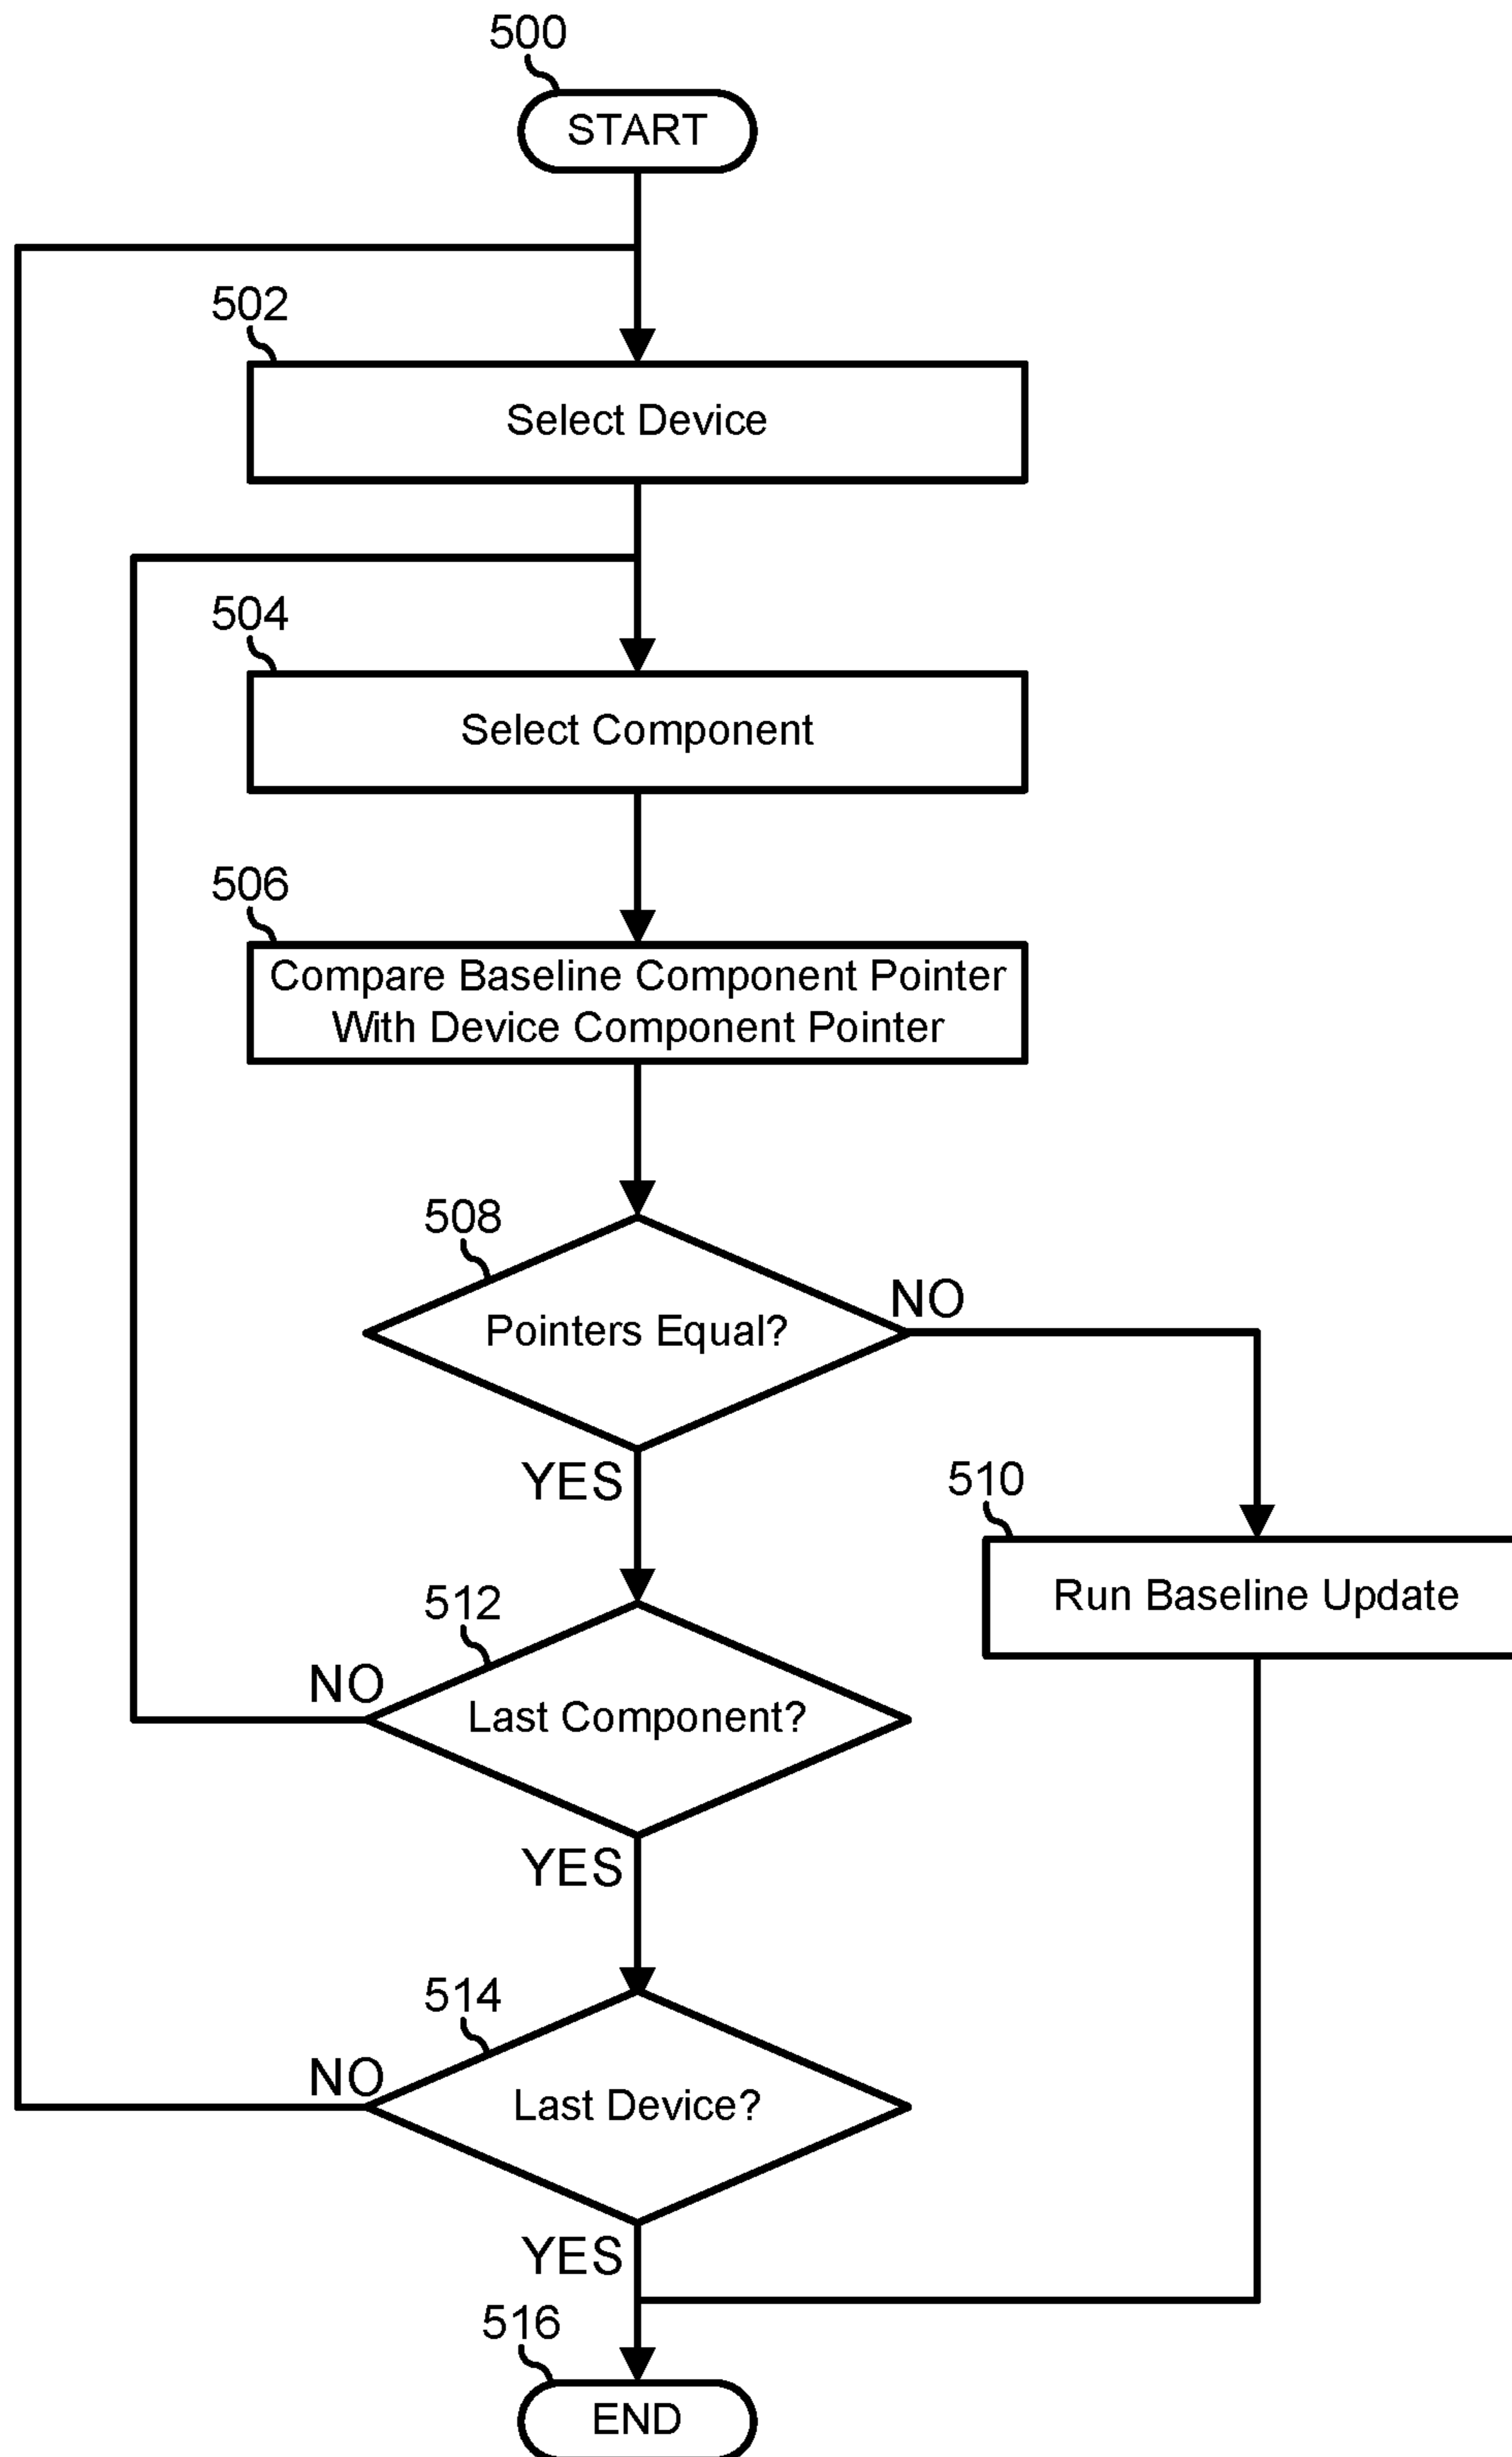 500
START
502
Select Device
504
Select Component
506
Compare Baseline Component Pointer
With Device Component Pointer
508
Pointers Equal?
NO
YES
510
Run Baseline Update
512
Last Component?
NO
YES
514
Last Device?
NO
YES
516
END